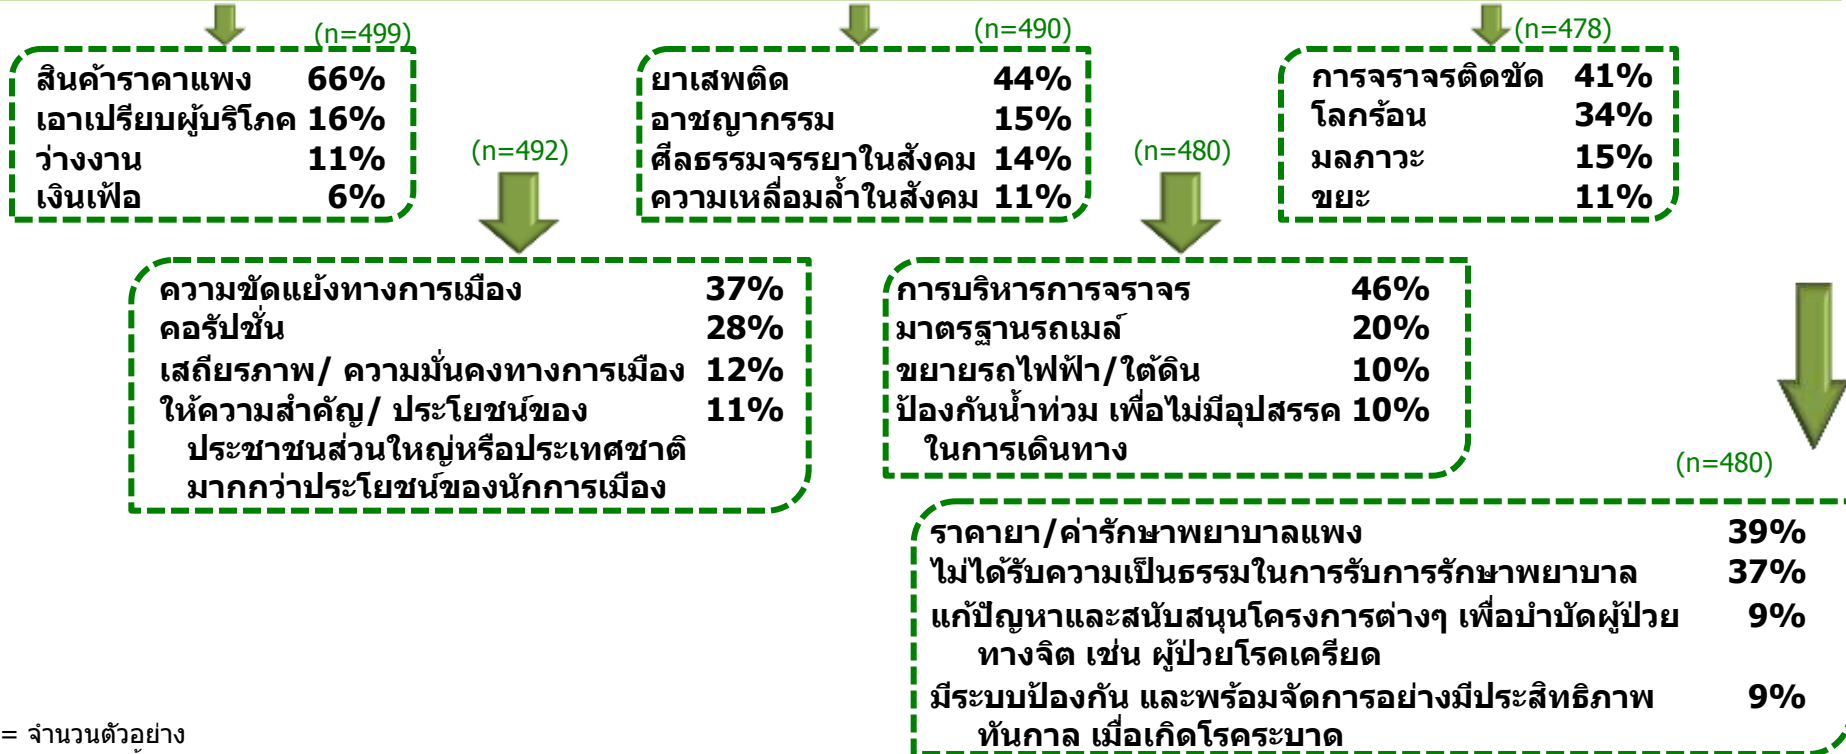 (n=499)
สินค้าราคาแพง 66%
เอาเปรียบผู้บริโภค 16%
ว่างงาน 11%
เงินเฟ้อ 6%
(n=492)
ความขัดแย้งทางการเมือง 37%
คอรัปชั่น 28%
เสถียรภาพ/ ความมั่นคงทางการเมือง 12%
ให้ความสำคัญ/ ประโยชน์ของ 11%
ประชาชนส่วนใหญ่หรือประเทศชาติ
มากกว่าประโยชน์ของนักการเมือง
(n=490)
ยาเสพติด 44%
อาชญากรรม 15%
ศีลธรรมจรรยาในสังคม 14%
ความเหลื่อมล้ำในสังคม 11%
(n=480)
การบริหารการจราจร 46%
มาตรฐานรถเมล์ 20%
ขยายรถไฟฟ้า/ใต้ดิน 10%
ป้องกันน้ำท่วม เพื่อไม่มีอุปสรรค 10%
ในการเดินทาง
(n=478)
การจราจรติดขัด 41%
โลกร้อน 34%
มลภาวะ 15%
ขยะ 11%
(n=480)
ราคายา/ค่ารักษาพยาบาลแพง 39%
ไม่ได้รับความเป็นธรรมในการรับการรักษาพยาบาล 37%
แก้ปัญหาและสนับสนุนโครงการต่างๆ เพื่อบำบัดผู้ป่วย 9%
ทางจิต เช่น ผู้ป่วยโรคเครียด
มีระบบป้องกัน และพร้อมจัดการอย่างมีประสิทธิภาพ 9%
ทันกาล เมื่อเกิดโรคระบาด
= จำนวนตัวอย่าง